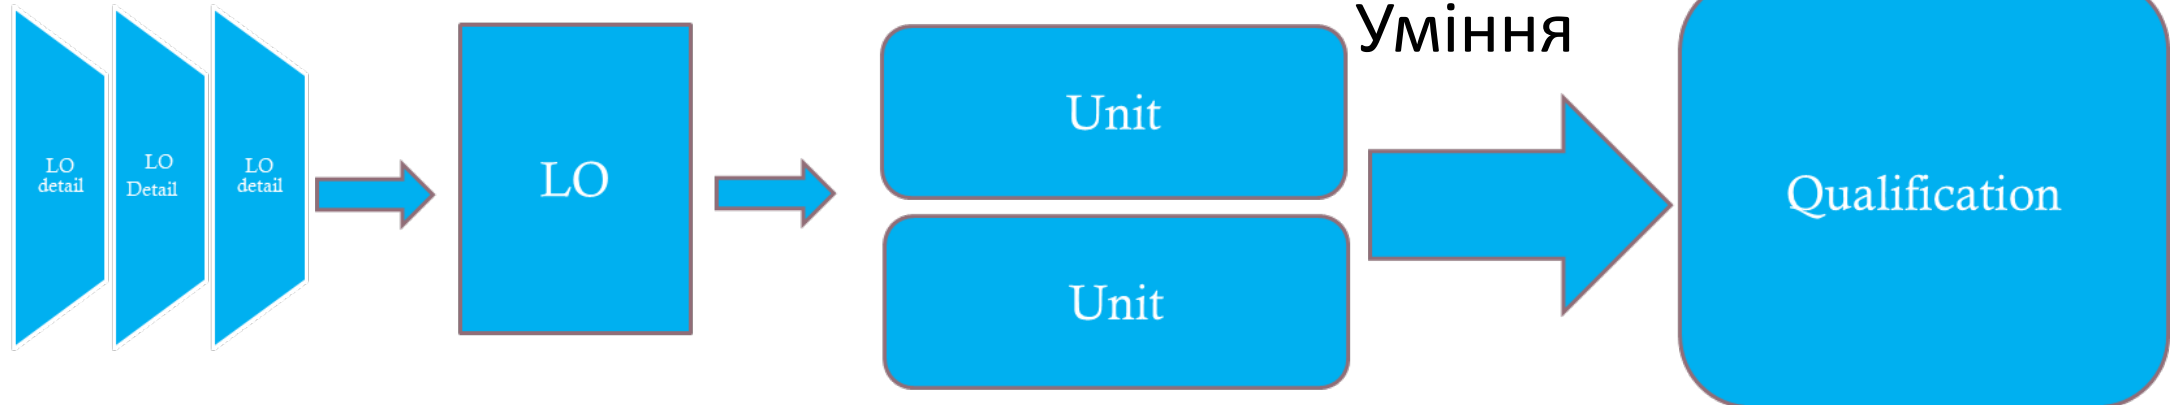 LO
detail
LO
Detail
LO
detail
LO
Unit
Unit
Уміння
Qualification